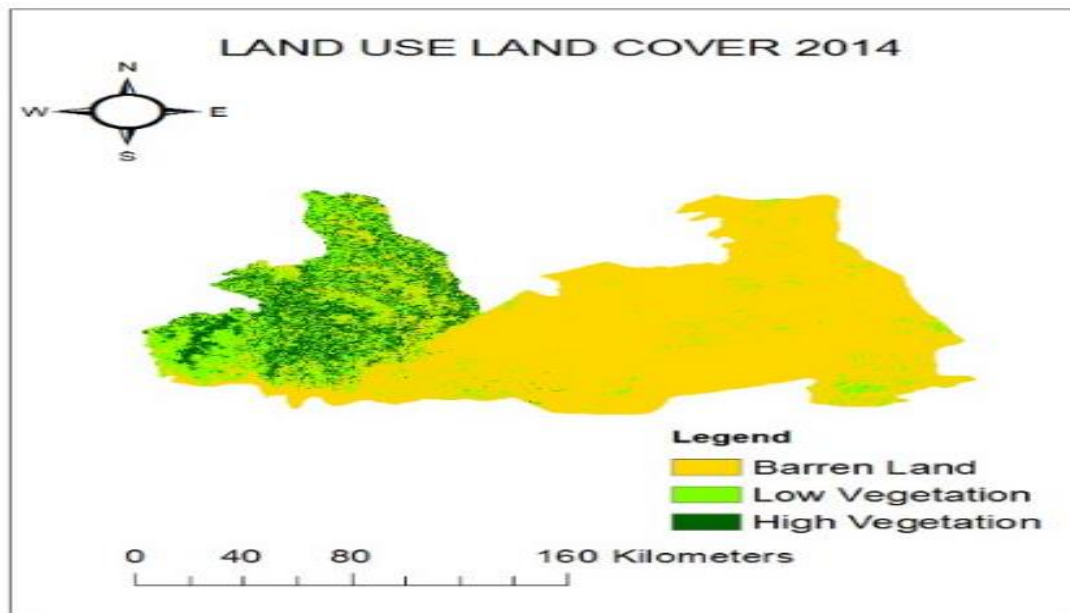 LAND USE LAND COVER 2014
N
W E
S
Legend
Barren Land
Low Vegetation
High Vegetation
0 40 80 160 Kilometers